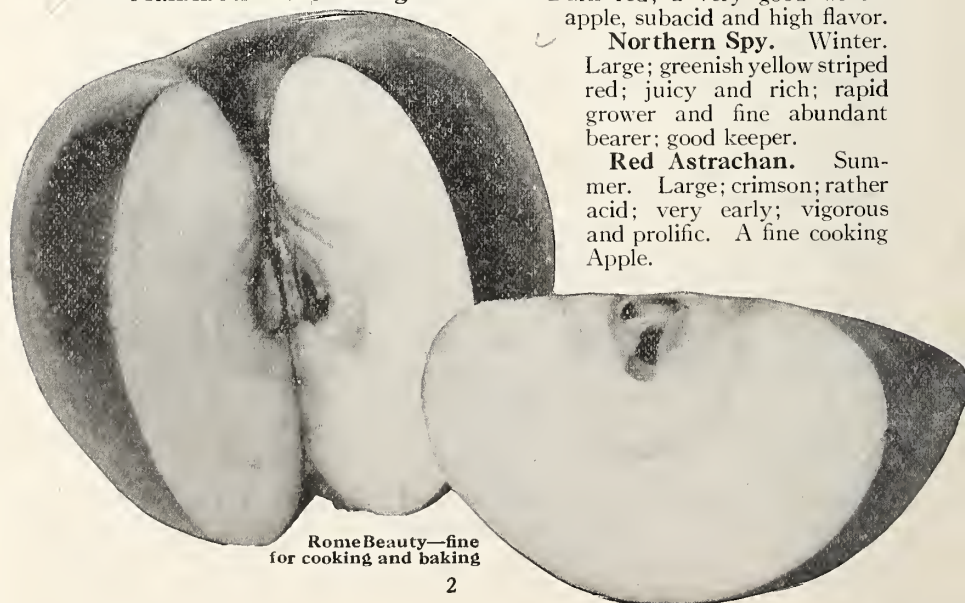 apple, subacid and high flavor.
Northern Spy. Winter.
Large; greenish yellow striped
red; juicy and rich; rapid
grower and fine abundant
bearer; good keeper.
Red Astrachan. Sum-
mer. Large; crimson; rather
acid; very early; vigorous
and prolific. A fine cooking
Apple.
Rome Beauty—fine
for cooking and baking
2